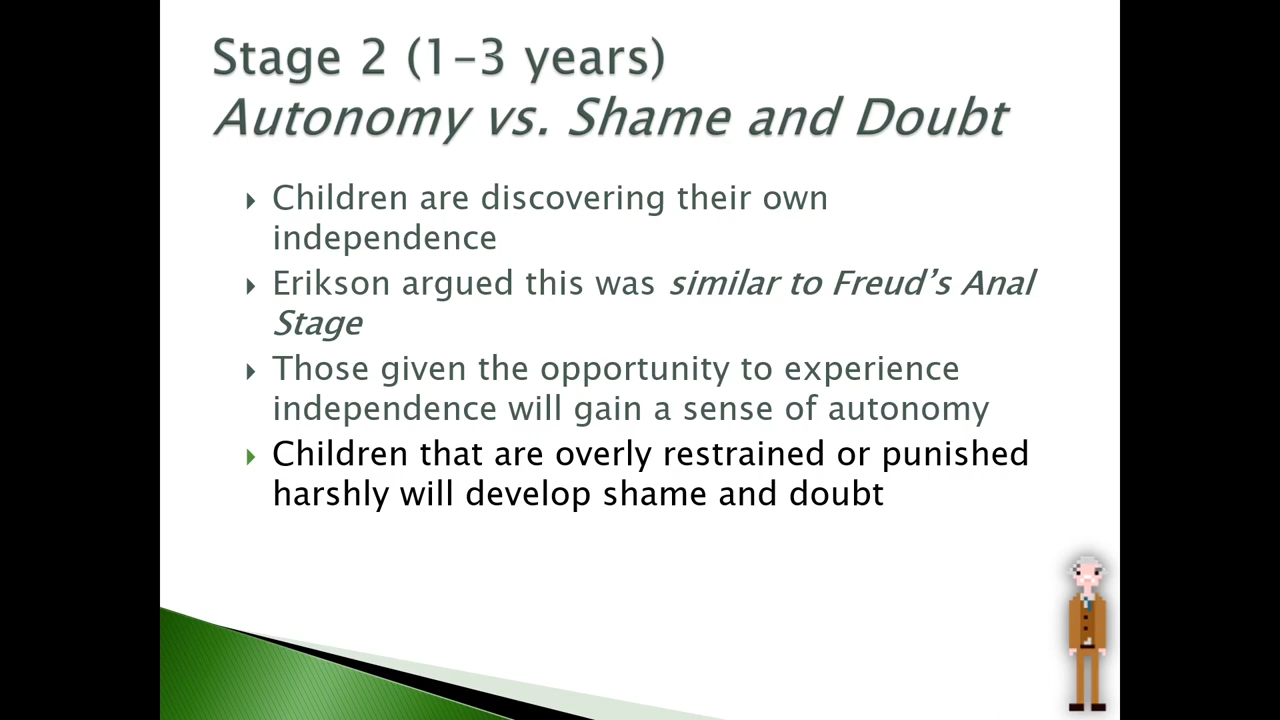 Stage 2 (1–3 years)
Autonomy vs. Shame and Doubt
Children are discovering their own
independence
Erikson argued this was similar to Freud’s Anal
Stage
Those given the opportunity to experience
independence will gain a sense of autonomy
Children that are overly restrained or punished
harshly will develop shame and doubt